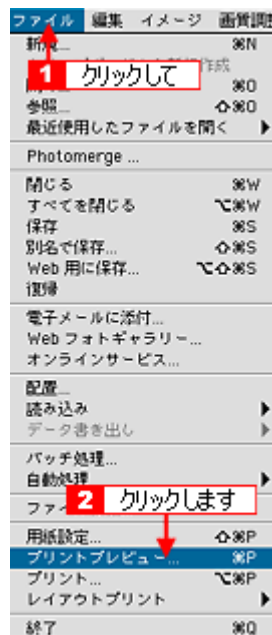 ファイル 編集 イメージ 画質調
新規... ⌘N
1 クリックして
作成
⌘O
参照... ⇧⌘O
最近使用したファイルを開く ▶
Photomerge ...
閉じる ⌘W
すべてを閉じる ⌥⌘W
保存 ⌘S
別名で保存... ⇧⌘S
Web 用に保存... ⌥⇧⌘S
復帰
電子メールに添付...
Web フォトギャラリー...
オンラインサービス...
配置...
読み込み ▶
データ書き出し ▶
バッチ処理...
自動処理 ▶
ファイ
2 クリックします
用紙設定... ⇧⌘P
プリントプレビュー... ⌘P
プリント... ⌥⌘P
レイアウトプリント ▶
終了 ⌘Q